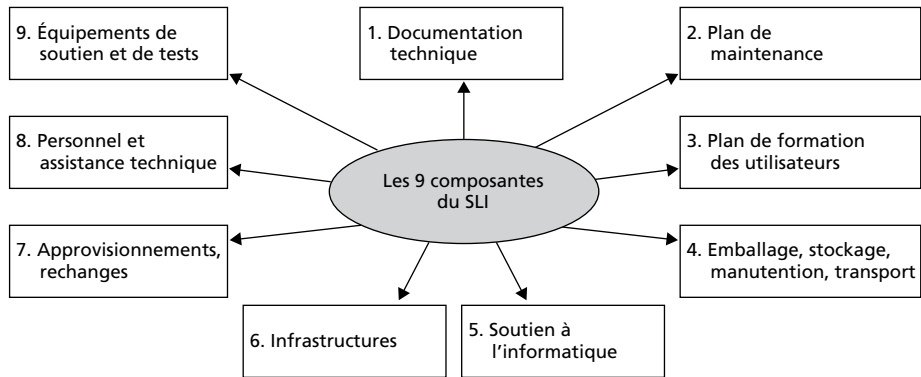 9. Équipements de
soutien et de tests
1. Documentation
technique
2. Plan de
maintenance
8. Personnel et
assistance technique
Les 9 composantes
du SLI
3. Plan de formation
des utilisateurs
7. Approvisionnements,
rechanges
4. Emballage, stockage,
manutention, transport
6. Infrastructures
5. Soutien à
l’informatique